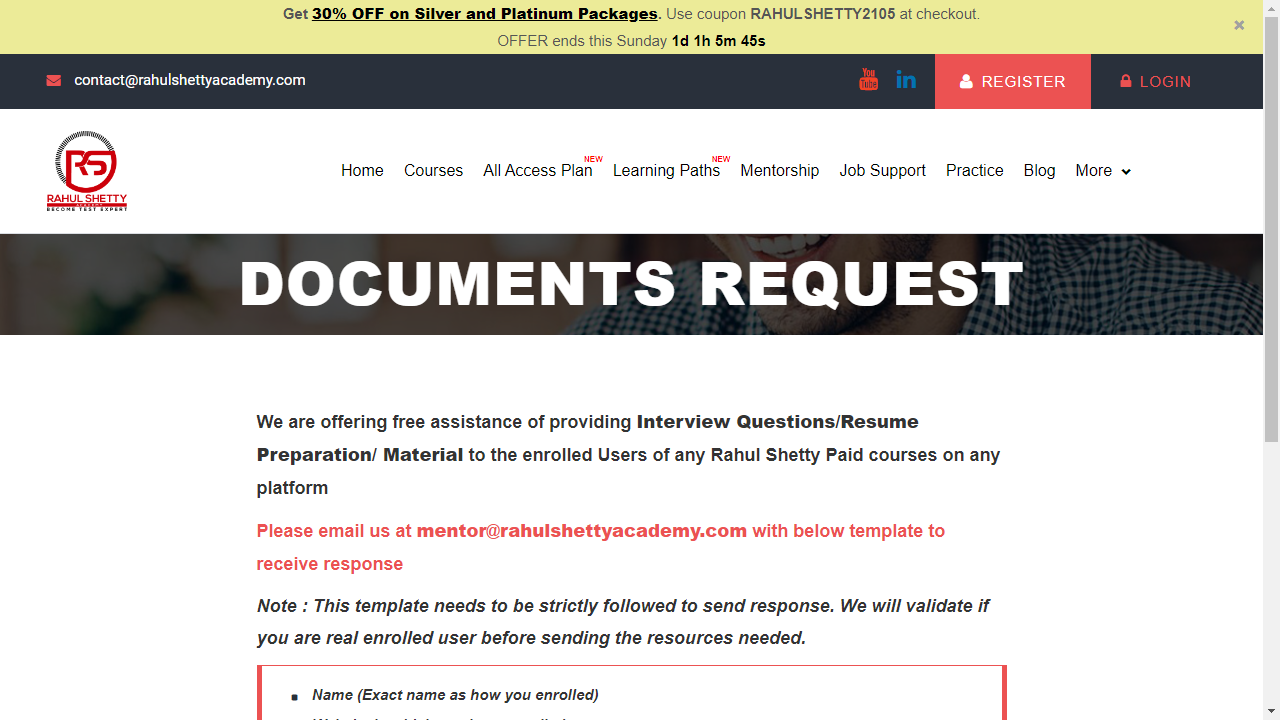 Get 30% OFF on Silver and Platinum Packages. Use coupon RAHULSHETTY2105 at checkout.
OFFER ends this Sunday 1d 1h 5m 45s
contact@rahulshettyacademy.com
You Tube in REGISTER LOGIN
RS
RAHUL SHETTY
ACADEMY
BECOME TEST EXPERT
Home Courses All Access Plan NEW Learning Paths NEW Mentorship Job Support Practice Blog More
DOCUMENTS REQUEST
We are offering free assistance of providing Interview Questions/Resume
Preparation/ Material to the enrolled Users of any Rahul Shetty Paid courses on any
platform
Please email us at mentor@rahulshettyacademy.com with below template to
receive response
Note : This template needs to be strictly followed to send response. We will validate if
you are real enrolled user before sending the resources needed.
Name (Exact name as how you enrolled)